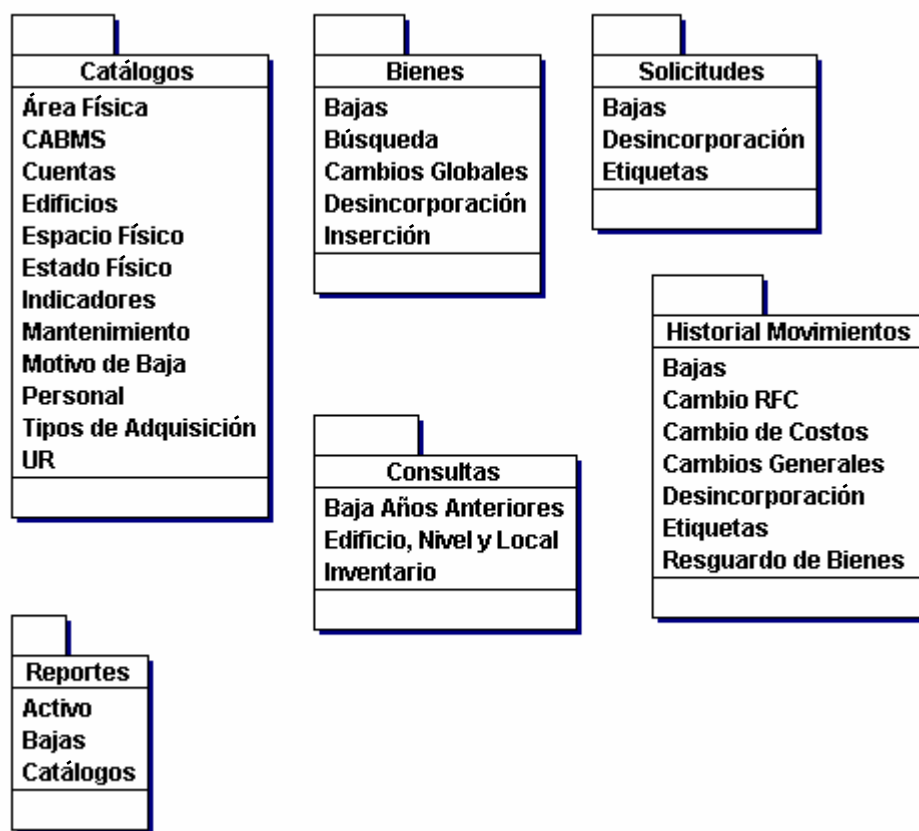 Catálogos
Área Física
CABMS
Cuentas
Edificios
Espacio Físico
Estado Físico
Indicadores
Mantenimiento
Motivo de Baja
Personal
Tipos de Adquisición
UR
Bienes
Bajas
Búsqueda
Cambios Globales
Desincorporación
Inserción
Solicitudes
Bajas
Desincorporación
Etiquetas
Historial Movimientos
Bajas
Cambio RFC
Cambio de Costos
Cambios Generales
Desincorporación
Etiquetas
Resguardo de Bienes
Consultas
Baja Años Anteriores
Edificio, Nivel y Local
Inventario
Reportes
Activo
Bajas
Catálogos